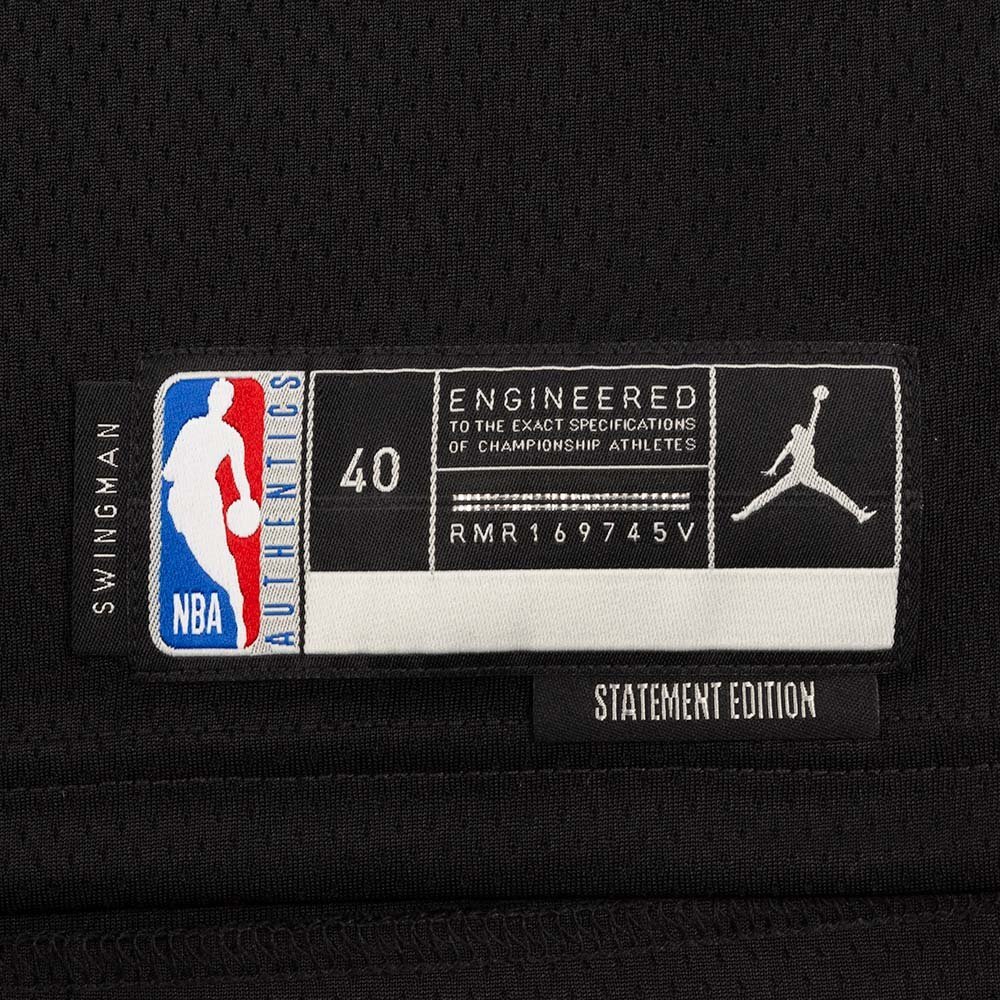 SWINGMAN
NBA
AUTHENTICS
40
ENGINEERED
TO THE EXACT SPECIFICATIONS
OF CHAMPIONSHIP ATHLETES
RMR169745V
STATEMENT EDITION